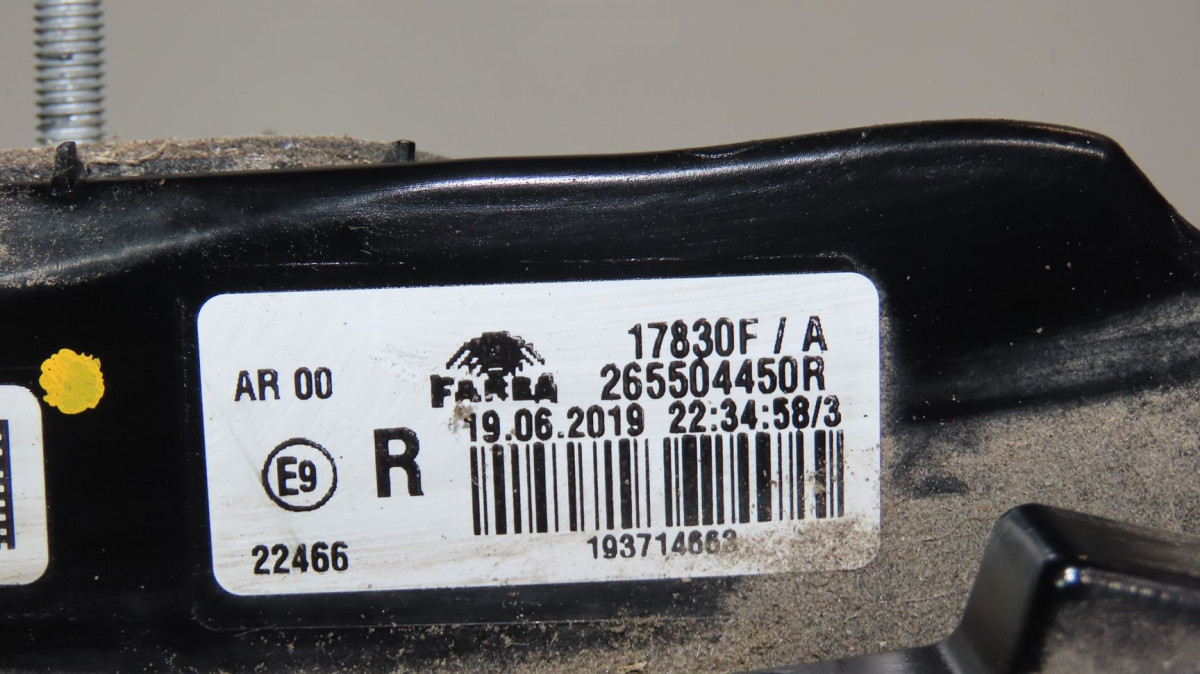 17830F / A
AR 00
FARBA
265504450R
19.06.2019 22:34:58/3
E9
R
22466
193714663